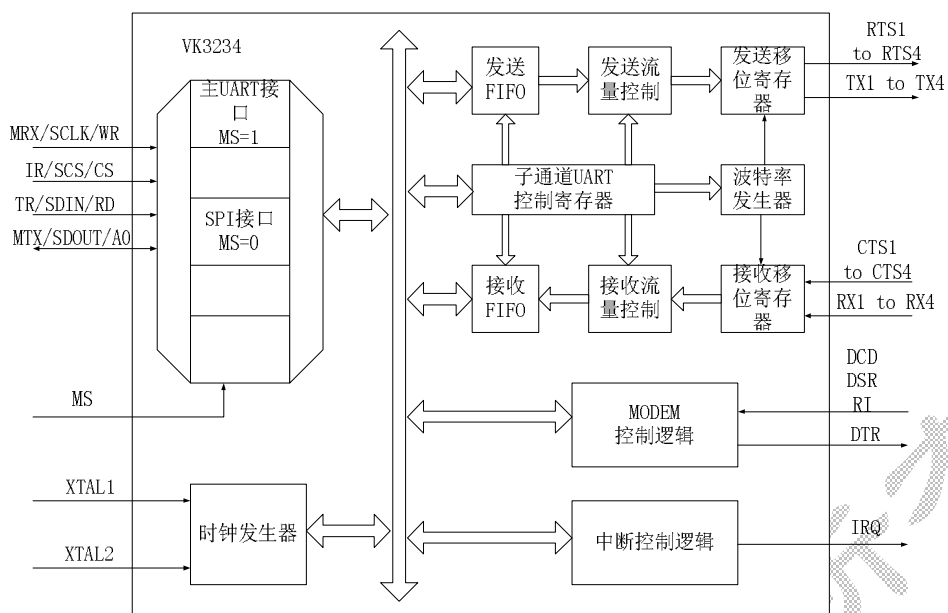 VK3234
主UART接
口
MS=1
SPI接口
MS=0
MRX/SCLK/WR
IR/SCS/CS
TR/SDIN/RD
MTX/SDOUT/A0
MS
XTAL1
XTAL2
时钟发生器
发送
FIFO
发送流
量控制
发送移
位寄存
器
RTS1
to RTS4
TX1 to TX4
子通道UART
控制寄存器
波特率
发生器
接收
FIFO
接收流
量控制
接收移
位寄存
器
CTS1
to CTS4
RX1 to RX4
MODEM
控制逻辑
DCD
DSR
RI
DTR
中断控制逻辑
IRQ